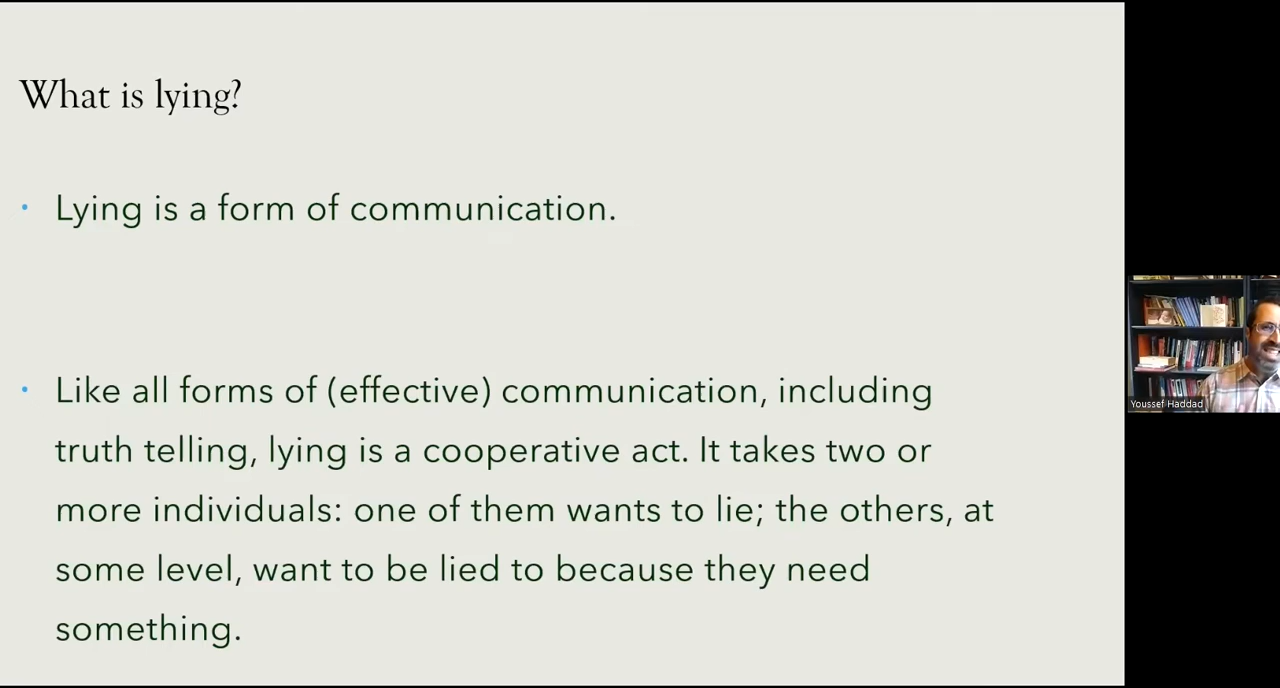 What is lying?
Lying is a form of communication.
Like all forms of (effective) communication, including
truth telling, lying is a cooperative act. It takes two or
more individuals: one of them wants to lie; the others, at
some level, want to be lied to because they need
something.
Youssef Haddad